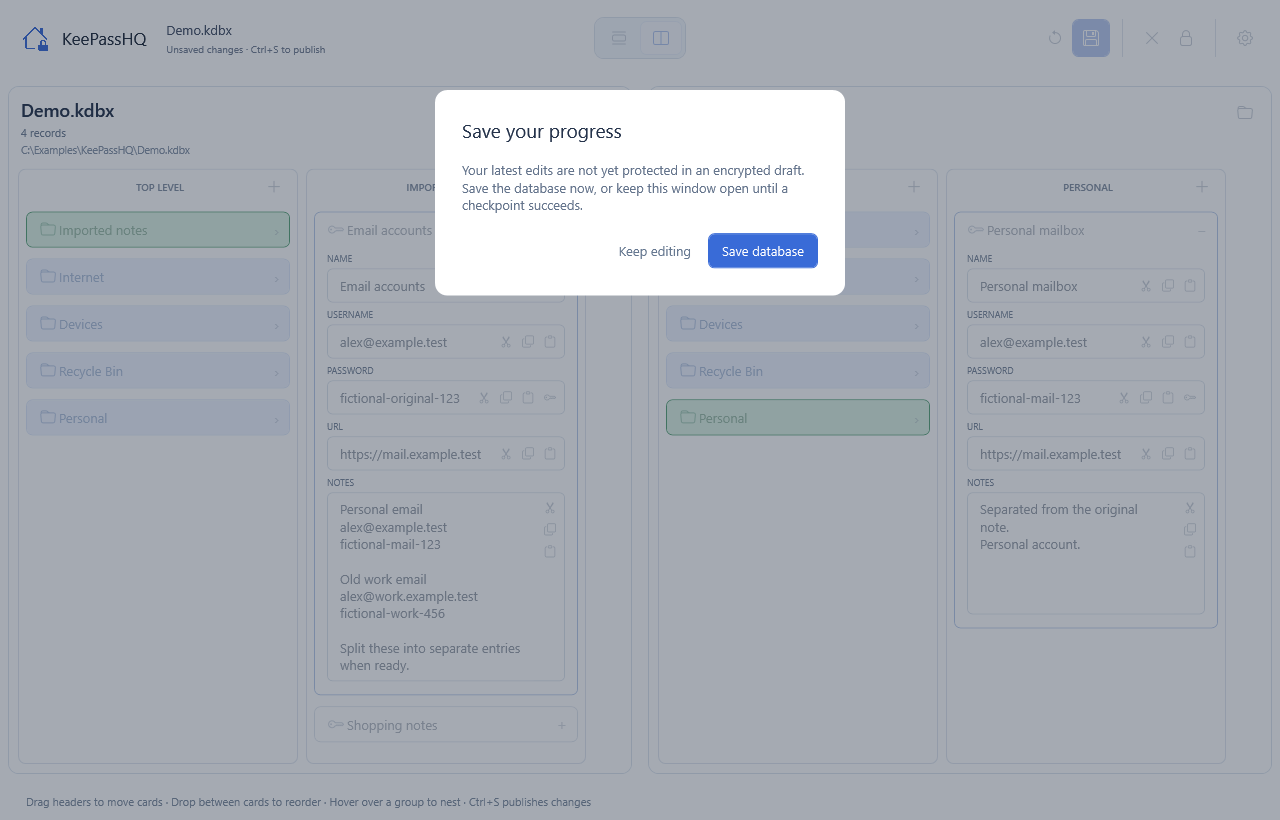 KeePassHQ
Demo.kdbx
Unsaved changes · Ctrl+S to publish
Demo.kdbx
4 records
C:\Examples\KeePassHQ\Demo.kdbx
Save your progress
Your latest edits are not yet protected in an encrypted draft.
Save the database now, or keep this window open until a
checkpoint succeeds.
Keep editing
Save database
TOP LEVEL
Imported notes
Internet
Devices
Recycle Bin
Personal
Email accounts
NAME
Email accounts
USERNAME
alex@example.test
PASSWORD
fictional-original-123
URL
https://mail.example.test
NOTES
Personal email
alex@example.test
fictional-mail-123
Old work email
alex@work.example.test
fictional-work-456
Split these into separate entries
when ready.
Shopping notes
Devices
Recycle Bin
Personal
PERSONAL
Personal mailbox
NAME
Personal mailbox
USERNAME
alex@example.test
PASSWORD
fictional-mail-123
URL
https://mail.example.test
NOTES
Separated from the original
note.
Personal account.
Drag headers to move cards · Drop between cards to reorder · Hover over a group to nest · Ctrl+S publishes changes